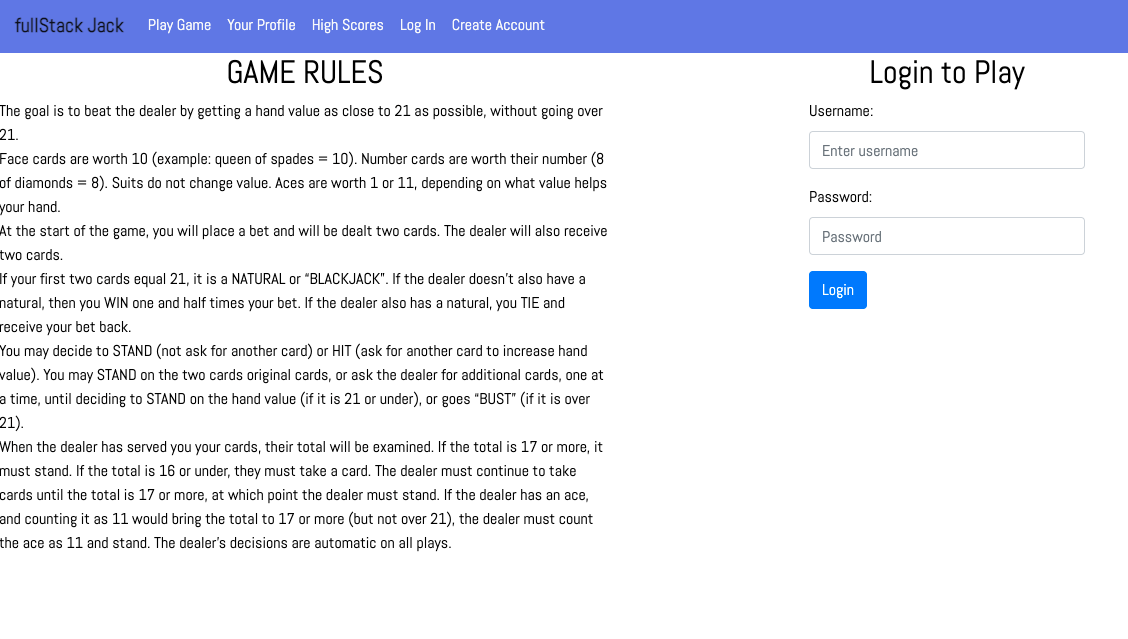 fullStack Jack Play Game Your Profile High Scores Log In Create Account
GAME RULES
The goal is to beat the dealer by getting a hand value as close to 21 as possible, without going over
21.
Face cards are worth 10 (example: queen of spades = 10). Number cards are worth their number (8
of diamonds = 8). Suits do not change value. Aces are worth 1 or 11, depending on what value helps
your hand.
At the start of the game, you will place a bet and will be dealt two cards. The dealer will also receive
two cards.
If your first two cards equal 21, it is a NATURAL or “BLACKJACK”. If the dealer doesn’t also have a
natural, then you WIN one and half times your bet. If the dealer also has a natural, you TIE and
receive your bet back.
You may decide to STAND (not ask for another card) or HIT (ask for another card to increase hand
value). You may STAND on the two cards original cards, or ask the dealer for additional cards, one at
a time, until deciding to STAND on the hand value (if it is 21 or under), or goes “BUST” (if it is over
21).
When the dealer has served you your cards, their total will be examined. If the total is 17 or more, it
must stand. If the total is 16 or under, they must take a card. The dealer must continue to take
cards until the total is 17 or more, at which point the dealer must stand. If the dealer has an ace,
and counting it as 11 would bring the total to 17 or more (but not over 21), the dealer must count
the ace as 11 and stand. The dealer’s decisions are automatic on all plays.
Login to Play
Username:
Enter username
Password:
Password
Login